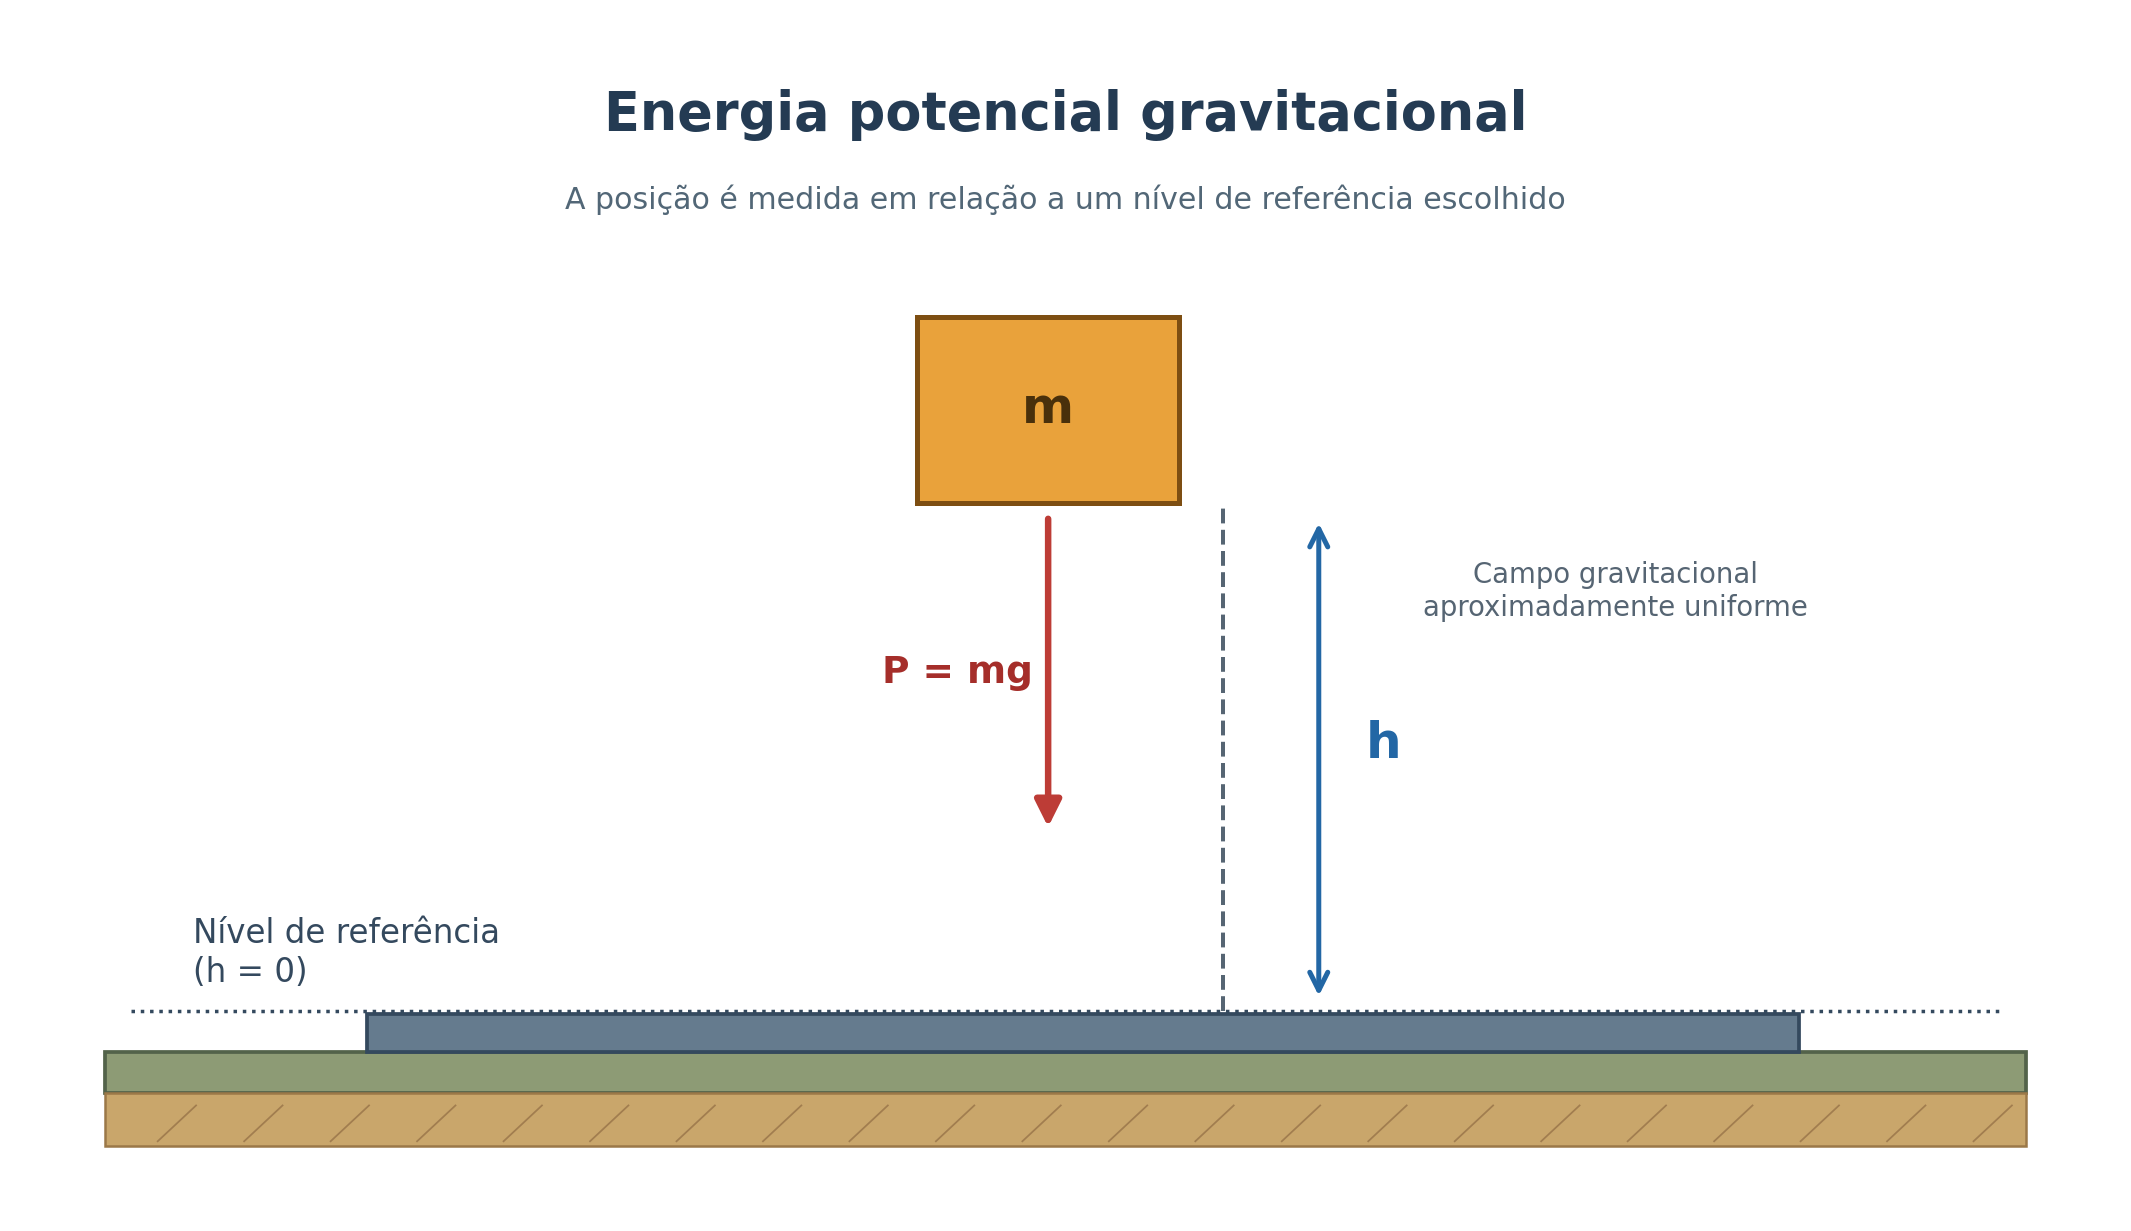 Energia potencial gravitacional
A posição é medida em relação a um nível de referência escolhido
m
Campo gravitacional
aproximadamente uniforme
P = mg
h
Nível de referência
(h = 0)